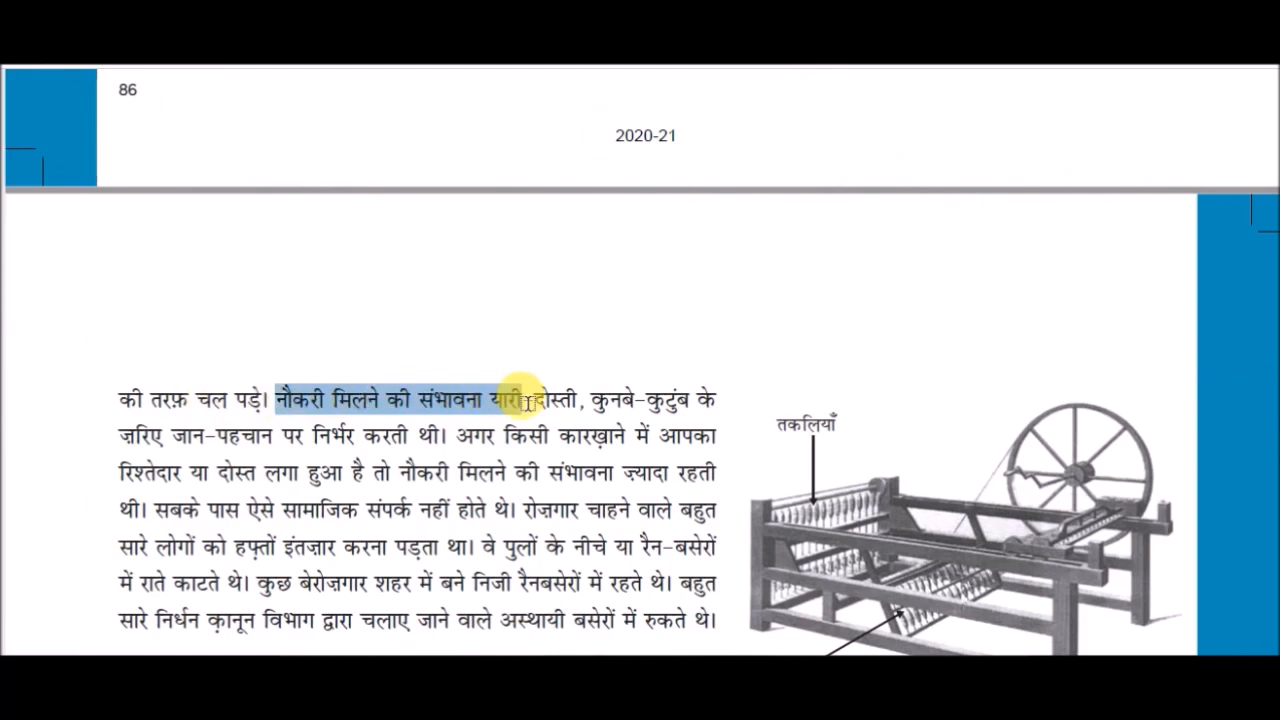 86
2020-21
की तरफ़ चल पड़े। नौकरी मिलने की संभावना यारी दोस्ती, कुनबे-कुटुंब के
ज़रिए जान-पहचान पर निर्भर करती थी। अगर किसी कारख़ाने में आपका
रिश्तेदार या दोस्त लगा हुआ है तो नौकरी मिलने की संभावना ज़्यादा रहती
थी। सबके पास ऐसे सामाजिक संपर्क नहीं होते थे। रोज़गार चाहने वाले बहुत
सारे लोगों को हफ़्तों इंतज़ार करना पड़ता था। वे पुलों के नीचे या रैन-बसेरों
में राते काटते थे। कुछ बेरोज़गार शहर में बने निजी रैनबसेरों में रहते थे। बहुत
सारे निर्धन क़ानून विभाग द्वारा चलाए जाने वाले अस्थायी बसेरों में रुकते थे।
तकलियाँ